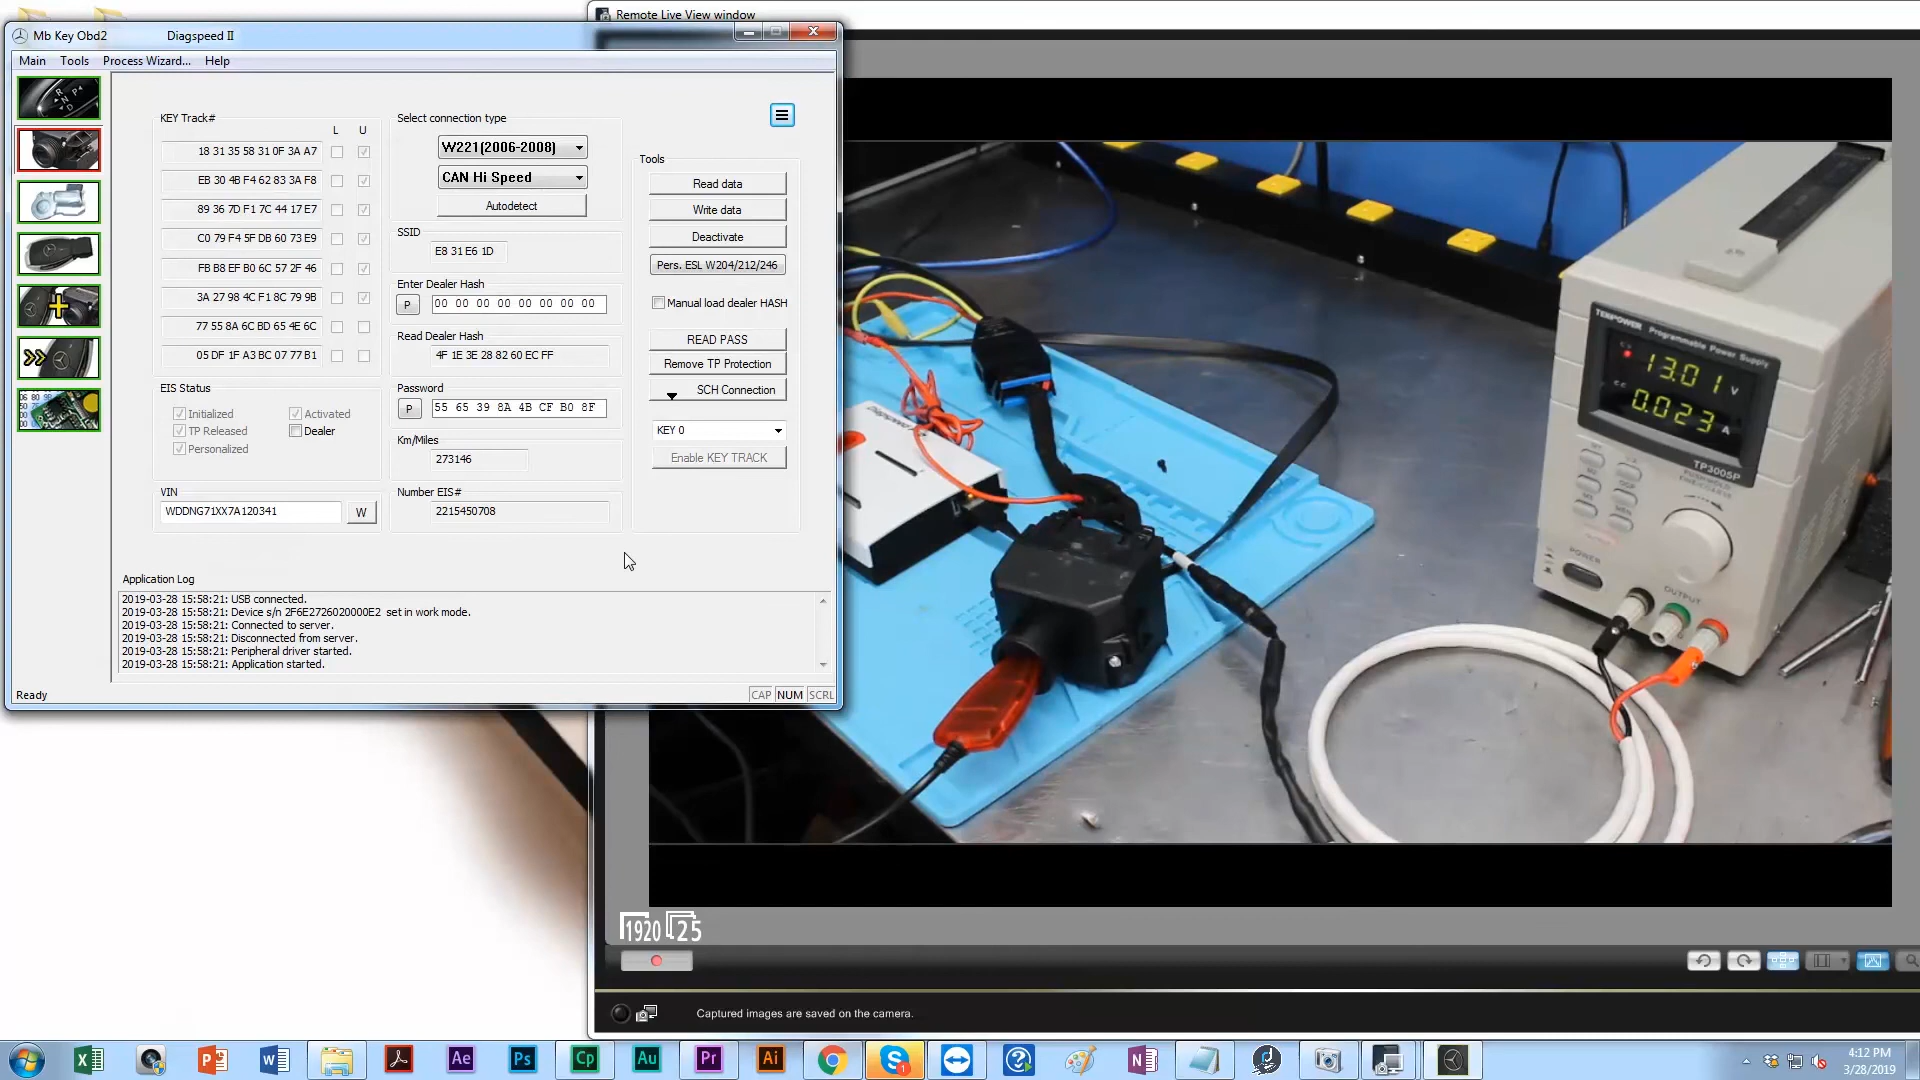 Remote Live View window
Mb Key Obd2 Diagspeed II
Main Tools Process Wizard... Help
KEY Track#
L U
18 31 35 58 31 0F 3A A7
EB 30 4B F4 62 83 3A F8
89 36 7D F1 7C 44 17 E7
C0 79 F4 5F DB 60 73 E9
FB B8 EF B0 6C 57 2F 46
3A 27 98 4C F1 8C 79 9B
77 55 8A 6C BD 65 4E 6C
05 DF 1F A3 BC 07 77 B1
EIS Status
Initialized Activated
TP Released Dealer
Personalized
VIN
WDDNG71XX7A120341 W
Select connection type
W221(2006-2008)
CAN Hi Speed
Autodetect
SSID
E8 31 E6 1D
Enter Dealer Hash
P 00 00 00 00 00 00 00 00
Read Dealer Hash
4F 1E 3E 28 82 60 EC FF
Password
P 55 65 39 8A 4B CF B0 8F
Km/Miles
273146
Number EIS#
2215450708
Tools
Read data
Write data
Deactivate
Pers. ESL W204/212/246
Manual load dealer HASH
READ PASS
Remove TP Protection
SCH Connection
KEY 0
Enable KEY TRACK
Application Log
2019-03-28 15:58:21: USB connected.
2019-03-28 15:58:21: Device s/n 2F6E2726020000E2 set in work mode.
2019-03-28 15:58:21: Connected to server.
2019-03-28 15:58:21: Disconnected from server.
2019-03-28 15:58:21: Peripheral driver started.
2019-03-28 15:58:21: Application started.
Ready CAP NUM SCRL
TENPOWER Programmable Power Supply
13.01 V
0.023 A
TP3005P
POWER
OUTPUT
1920 25
Captured images are saved on the camera.
Ae Ps Cp Au Pr Ai
4:12 PM
3/28/2019